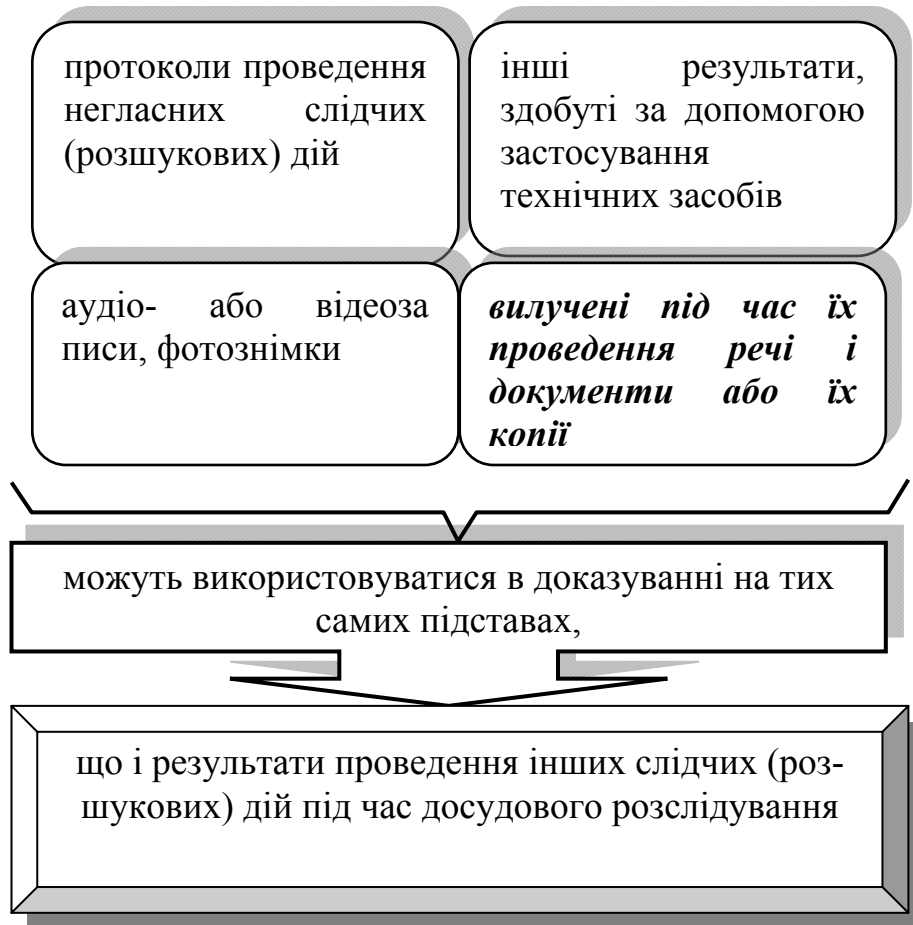 протоколи проведення
негласних слідчих
(розшукових) дій
інші результати,
здобуті за допомогою
застосування
технічних засобів
аудіо- або відеоза
писи, фотознімки
вилучені під час їх
проведення речі і
документи або їх
копії
можуть використовуватися в доказуванні на тих
самих підставах,
що і результати проведення інших слідчих (роз-
шукових) дій під час досудового розслідування